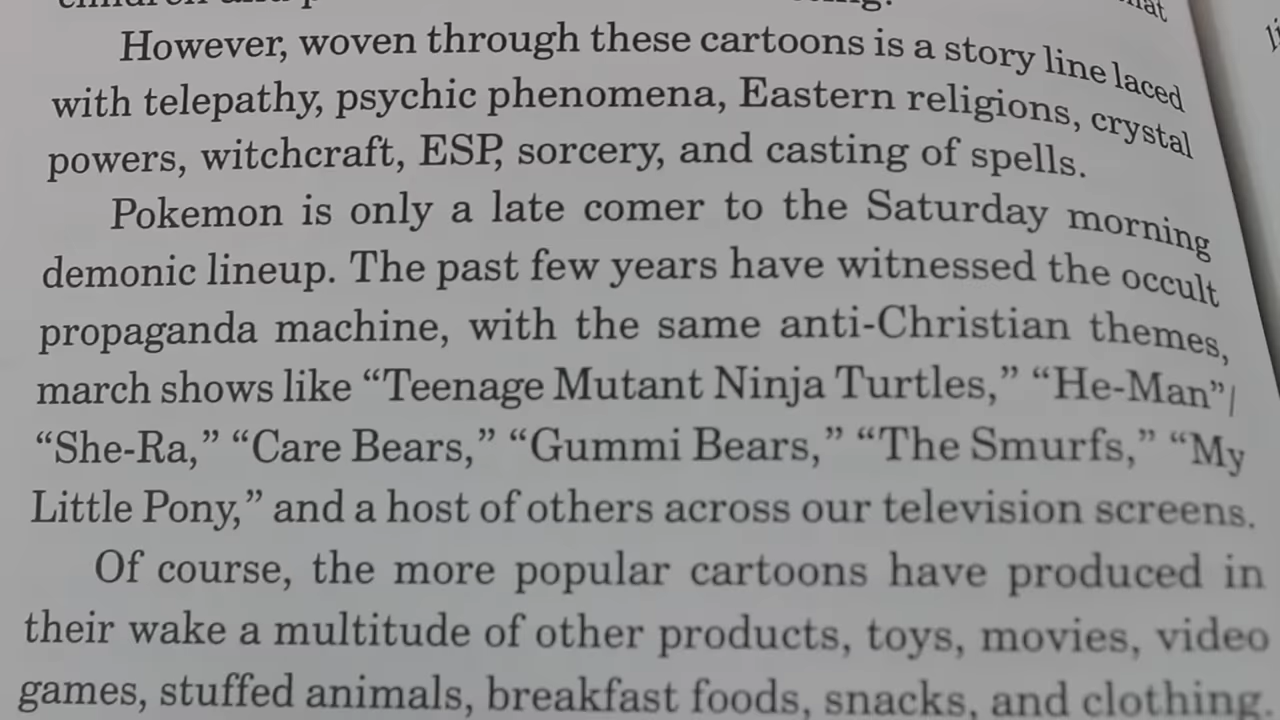 However, woven through these cartoons is a story line laced
with telepathy, psychic phenomena, Eastern religions, crystal
powers, witchcraft, ESP, sorcery, and casting of spells.
Pokemon is only a late comer to the Saturday morning
demonic lineup. The past few years have witnessed the occult
propaganda machine, with the same anti-Christian themes,
march shows like “Teenage Mutant Ninja Turtles,” “He-Man”/
“She-Ra,” “Care Bears,” “Gummi Bears,” “The Smurfs,” “My
Little Pony,” and a host of others across our television screens.
Of course, the more popular cartoons have produced in
their wake a multitude of other products, toys, movies, video
games, stuffed animals, breakfast foods, snacks, and clothing.